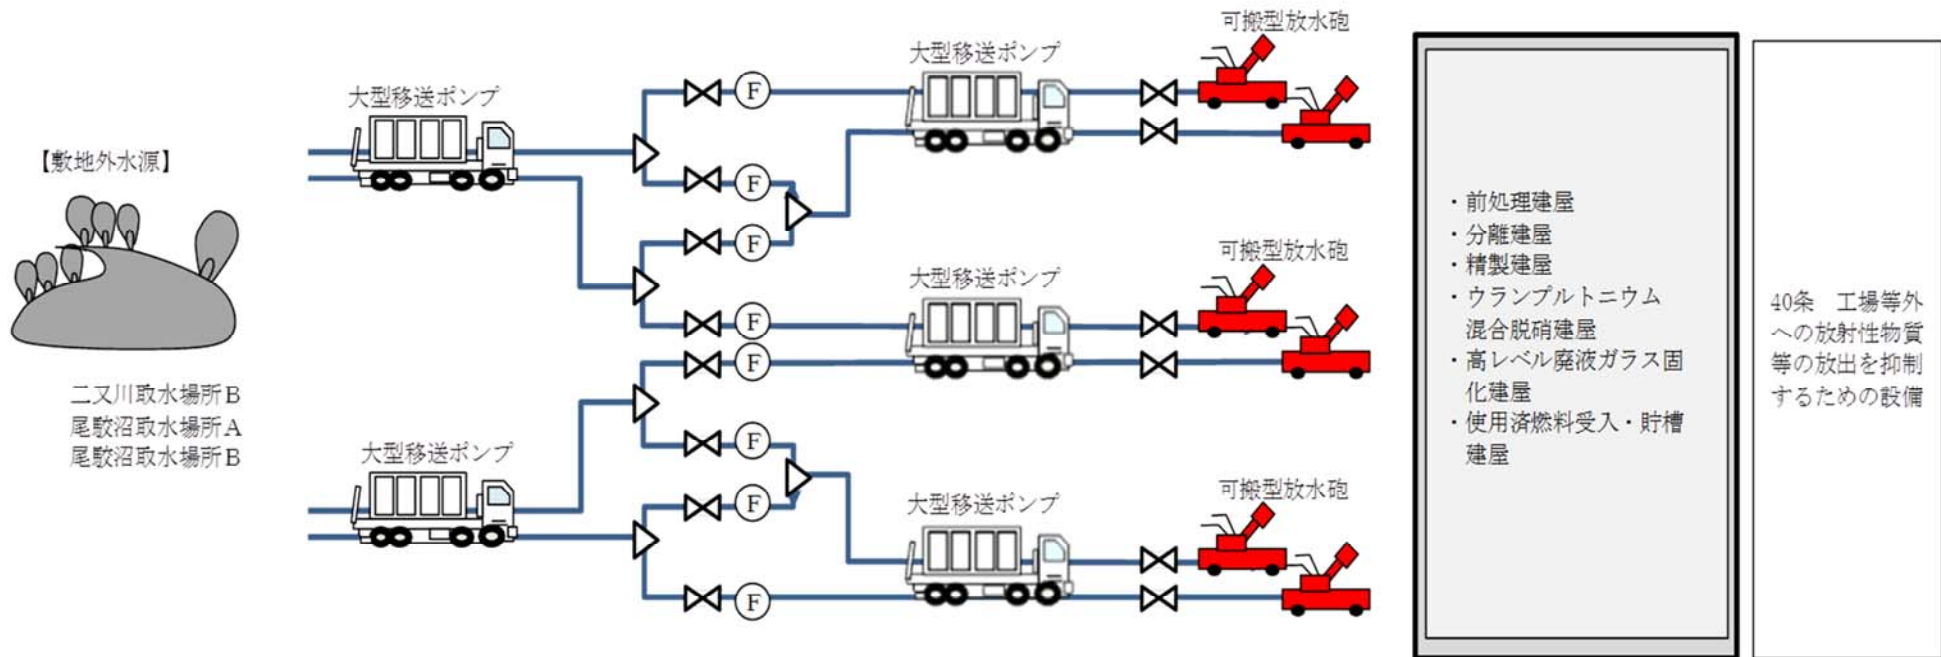 【敷地外水源】
二又川取水場所B
尾駮沼取水場所A
尾駮沼取水場所B
大型移送ポンプ
大型移送ポンプ
F
F
F
F
F
F
F
F
大型移送ポンプ
大型移送ポンプ
大型移送ポンプ
可搬型放水砲
可搬型放水砲
可搬型放水砲
・前処理建屋
・分離建屋
・精製建屋
・ウランプルトニウム
混合脱硝建屋
・高レベル廃液ガラス固
化建屋
・使用済燃料受入・貯槽
建屋
40条　工場等外
への放射性物質
等の放出を抑制
するための設備